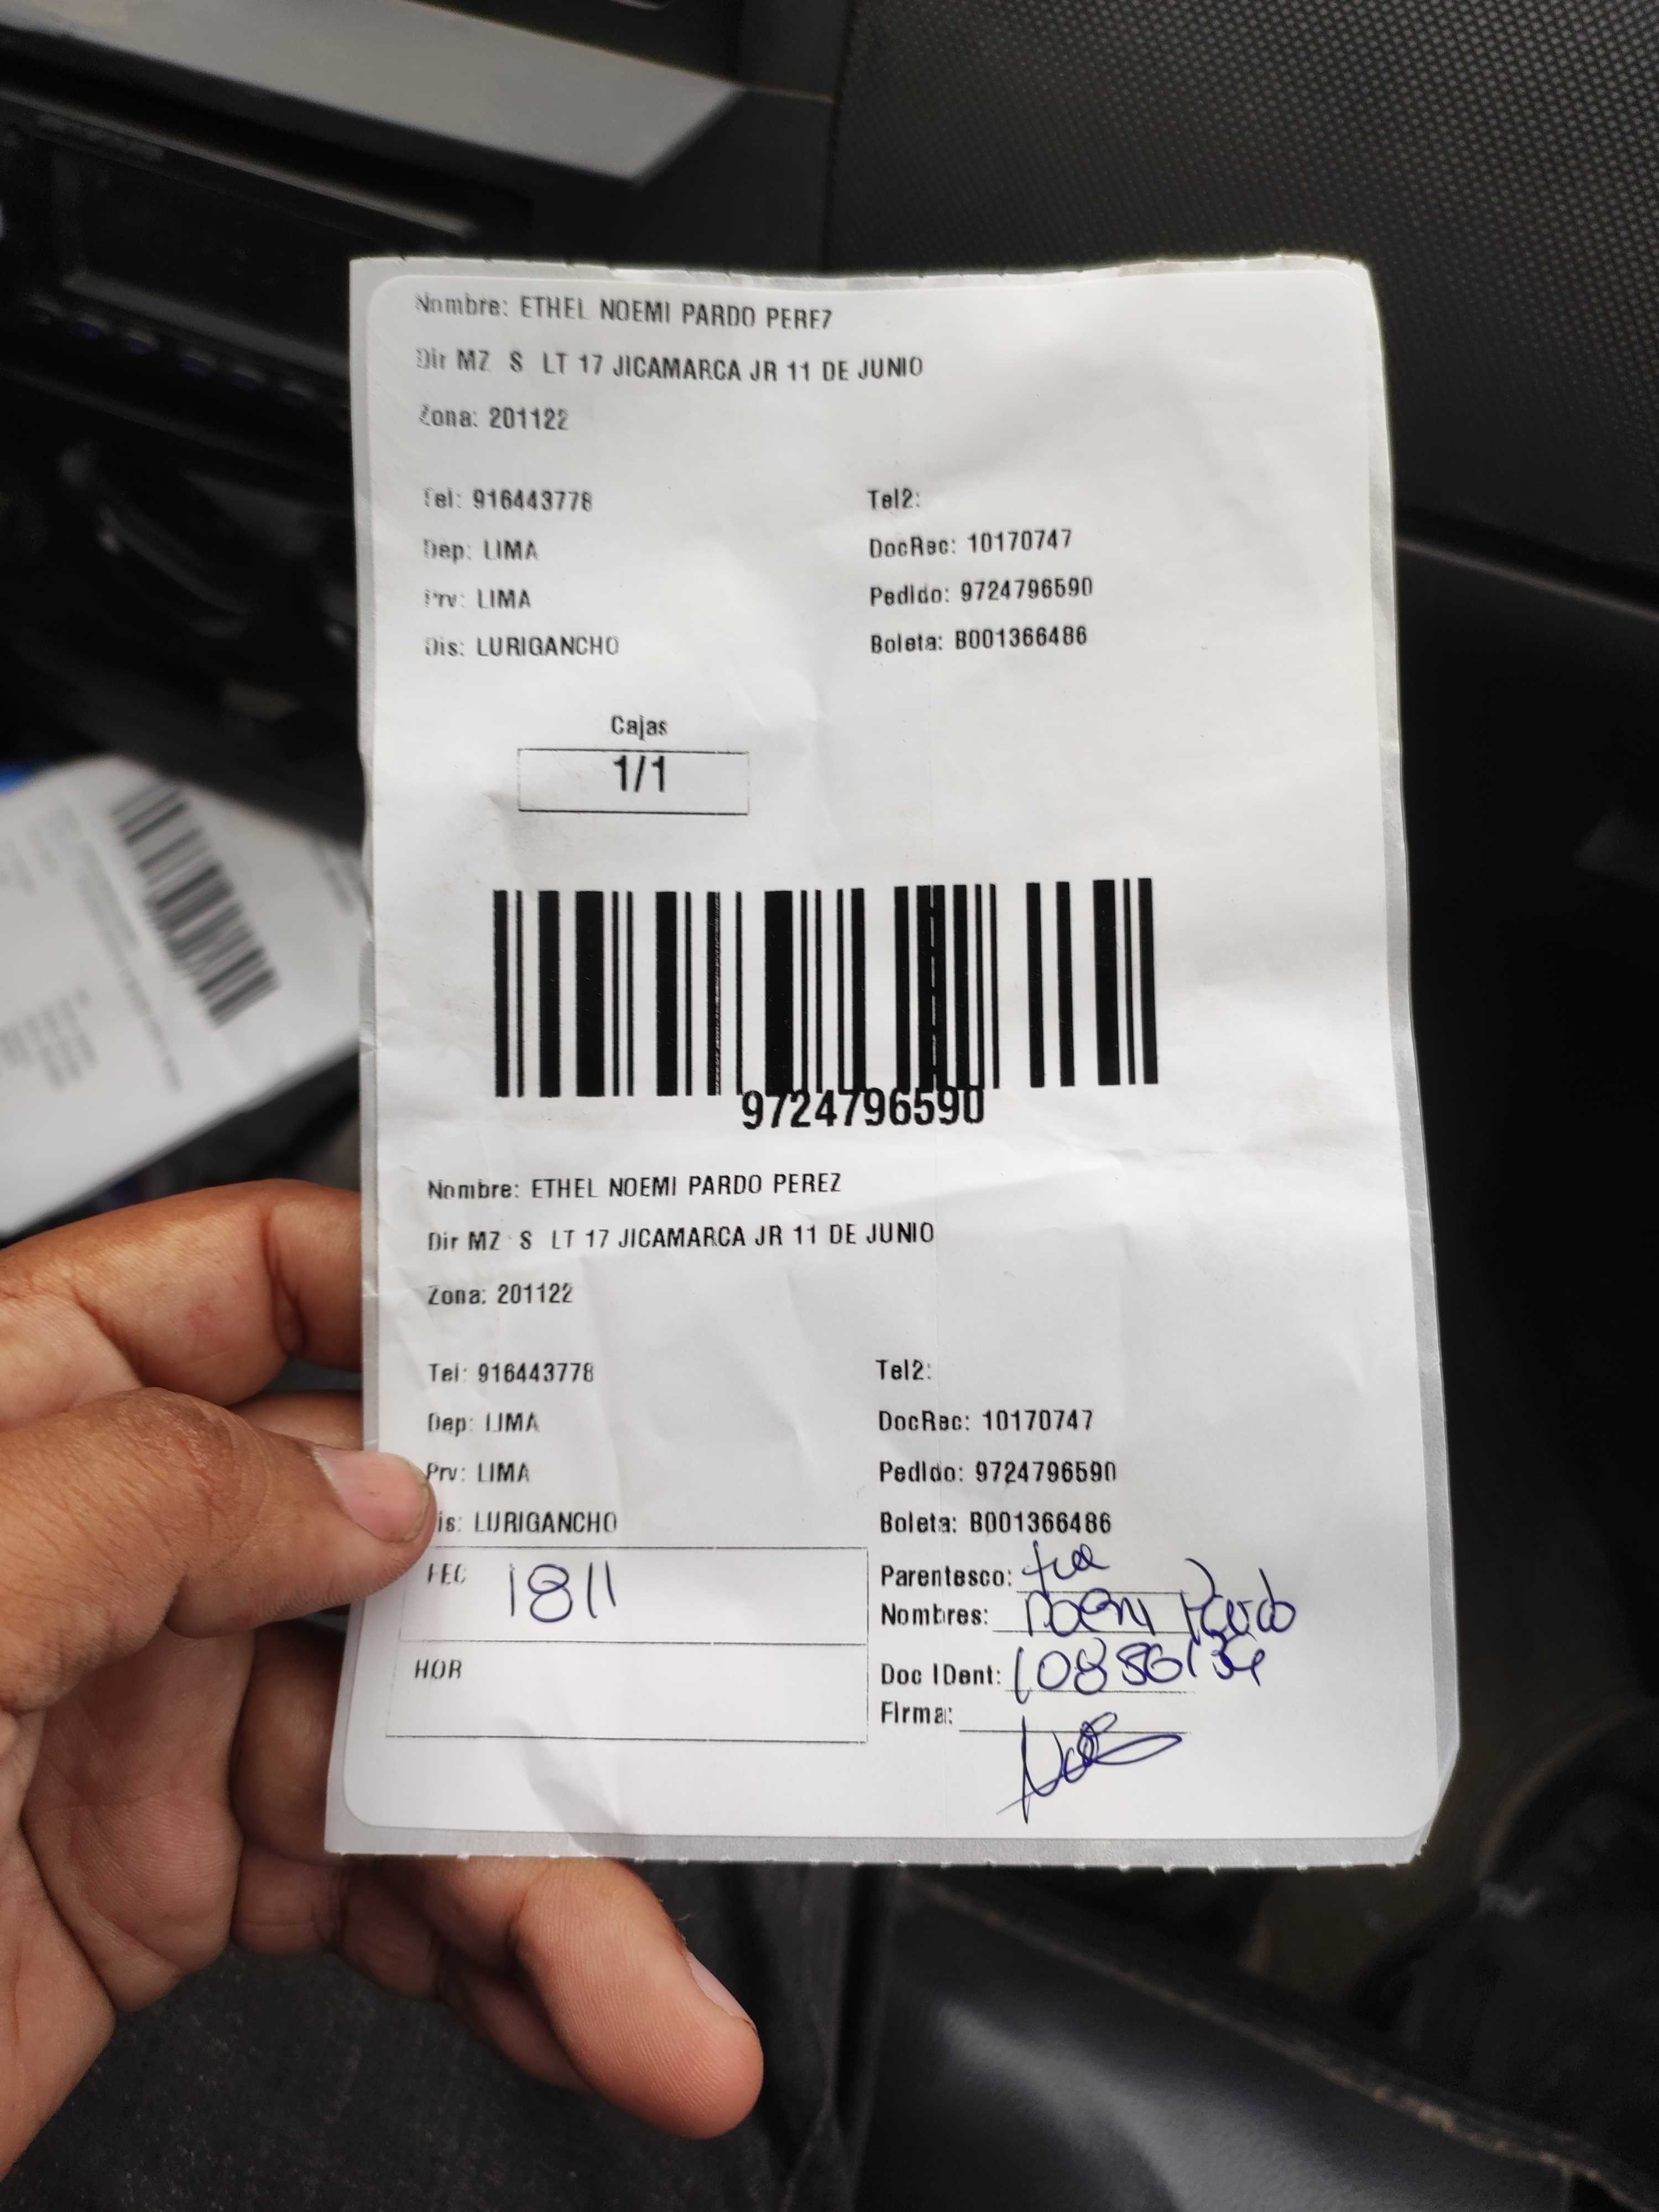 Nombre: ETHEL NOEMI PARDO PEREZ
Dir MZ S LT 17 JICAMARCA JR 11 DE JUNIO
Zona: 201122
Tel: 916443778 Tel2:
Dep: LIMA DocRec: 10170747
Prv: LIMA Pedido: 9724796590
Dis: LURIGANCHO Boleta: B001366486
Cajas
1/1
9724796590
Nombre: ETHEL NOEMI PARDO PEREZ
Dir MZ S LT 17 JICAMARCA JR 11 DE JUNIO
Zona: 201122
Tel: 916443778 Tel2:
Dep: LIMA DocRec: 10170747
Prv: LIMA Pedido: 9724796590
is: LURIGANCHO Boleta: B001366486
FEC 1811 Parentesco:
Nombres: Noemi Pardo
HOR Doc IDent:
Firma: